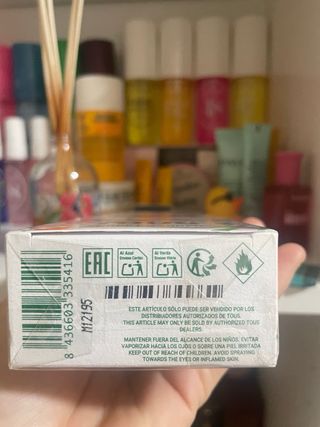 EAC
Al Azul
Envase Cartón
Al Verde
Envase Vidrio
8 436603 335416
M12195
ESTE ARTÍCULO SÓLO PUEDE SER VENDIDO POR LOS
DISTRIBUIDORES AUTORIZADOS DE TOUS.
THIS ARTICLE MAY ONLY BE SOLD BY AUTHORIZED TOUS
DEALERS.
MANTENER FUERA DEL ALCANCE DE LOS NIÑOS. EVITAR
VAPORIZAR HACIA LOS OJOS O SOBRE UNA PIEL IRRITADA
KEEP OUT OF REACH OF CHILDREN. AVOID SPRAYING
TOWARDS THE EYES OR INFLAMED SKIN.